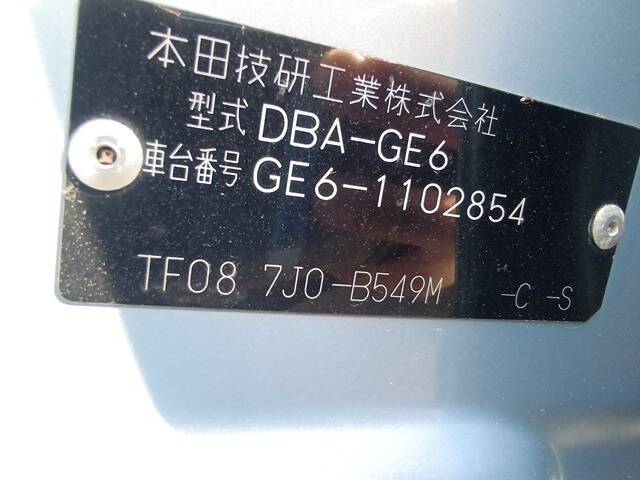 本田技研工業株式会社
型式 DBA-GE6
車台番号 GE6-1102854
TF08 7J0-B549M -C -S